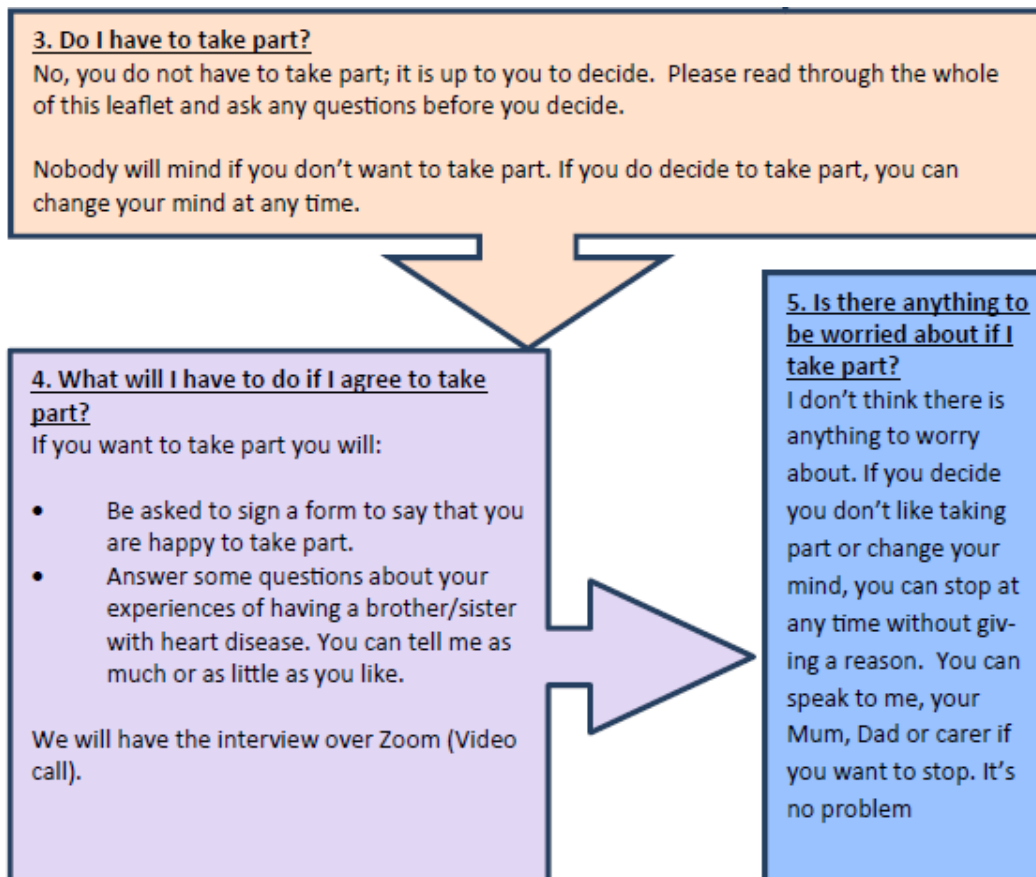 3. Do I have to take part?
No, you do not have to take part; it is up to you to decide.  Please read through the whole
of this leaflet and ask any questions before you decide.
Nobody will mind if you don't want to take part. If you do decide to take part, you can
change your mind at any time.
4. What will I have to do if I agree to take
part?
If you want to take part you will:
• Be asked to sign a form to say that you
are happy to take part.
• Answer some questions about your
experiences of having a brother/sister
with heart disease. You can tell me as
much or as little as you like.
We will have the interview over Zoom (Video
call).
5. Is there anything to
be worried about if I
take part?
I don't think there is
anything to worry
about. If you decide
you don't like taking
part or change your
mind, you can stop at
any time without giv-
ing a reason.  You can
speak to me, your
Mum, Dad or carer if
you want to stop. It's
no problem